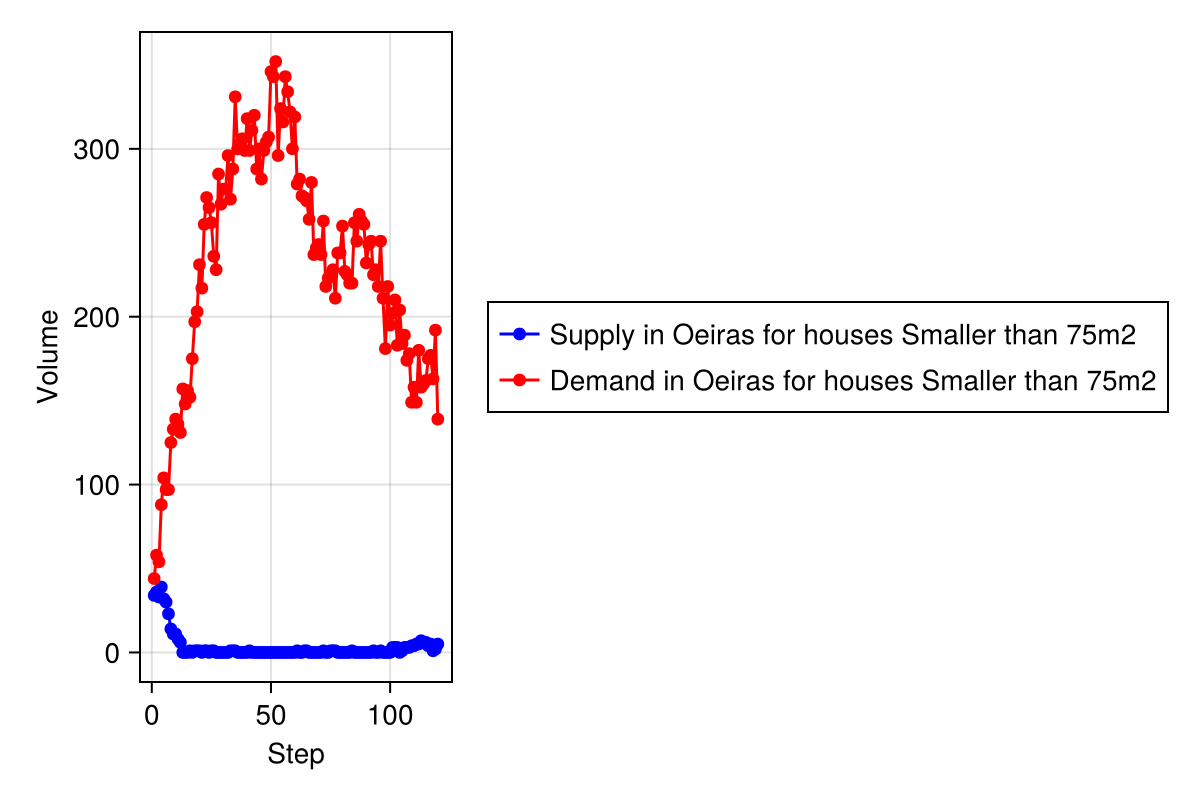 Volume
300
200
100
0
0 50 100
Step
Supply in Oeiras for houses Smaller than 75m2
Demand in Oeiras for houses Smaller than 75m2